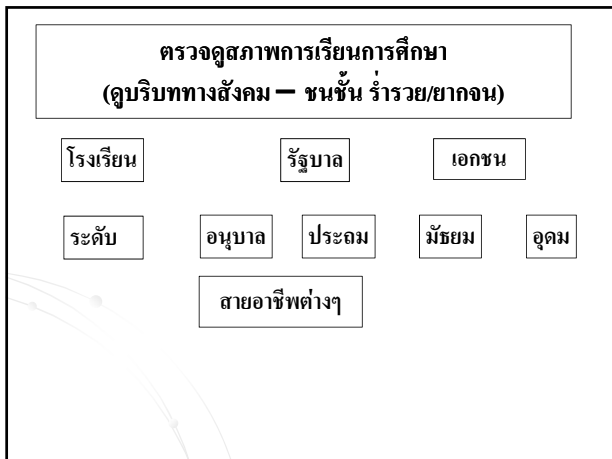 ตรวจดูสภาพการเรียนการศึกษา
(ดูบริบททางสังคม – ชนชั้น ร่ำรวย/ยากจน)
โรงเรียน รัฐบาล เอกชน
ระดับ อนุบาล ประถม มัธยม อุดม
สายอาชีพต่างๆ